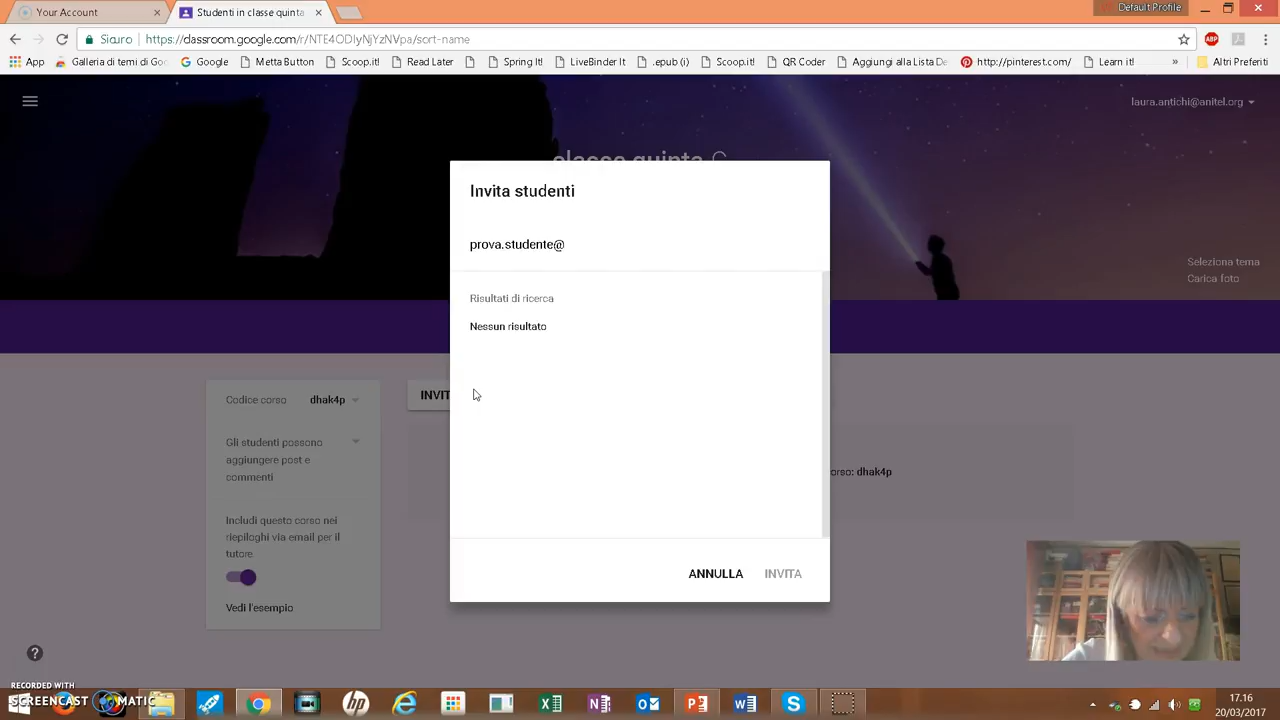 Your Account
Students in classe quinta
Default Profile
Sicuro
https://classroom.google.com/r/NTE4ODIyNjYzNVpa/sort-name
App
Galleria di temi di Goo
Google
Metta Button
Scoop.it!
Read Later
Spring It!
LiveBinder It
.epub (i)
Scoop.it!
QR Coder
Aggiungi alla Lista De
http://pinterest.com/
Learn it!
»
Altri Preferiti
laura.antichi@anitel.org
classe quinta C
Seleziona tema
Carica foto
Invita studenti
prova.studente@
Risultati di ricerca
Nessun risultato
ANNULLA
INVITA
Codice corso
dhak4p
Gli studenti possono
aggiungere post e
commenti
Includi questo corso nei
riepiloghi via email per il
tutore.
Vedi l'esempio
INVIT
orso: dhak4p
RECORDED WITH
SCREENCAST MATIC
17.16
20/03/2017